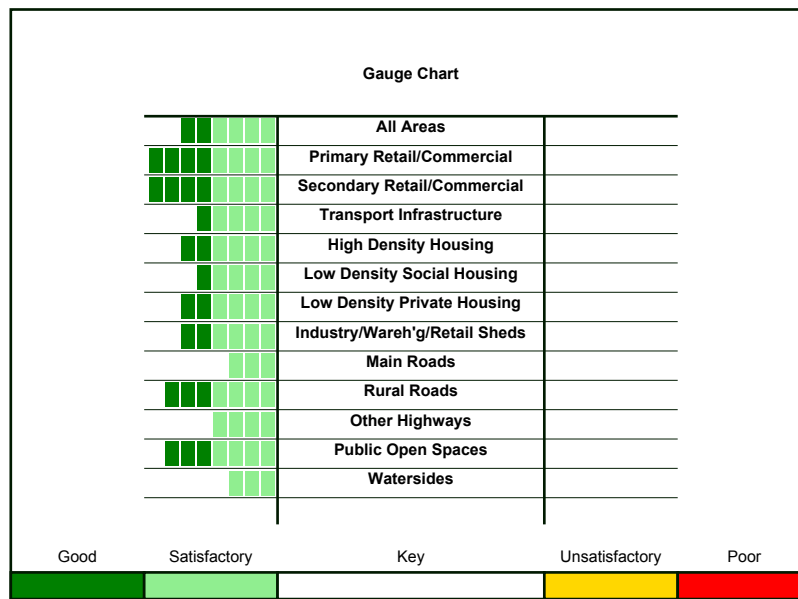 Gauge Chart
All Areas
Primary Retail/Commercial
Secondary Retail/Commercial
Transport Infrastructure
High Density Housing
Low Density Social Housing
Low Density Private Housing
Industry/Wareh'g/Retail Sheds
Main Roads
Rural Roads
Other Highways
Public Open Spaces
Watersides
Good Satisfactory Key Unsatisfactory Poor